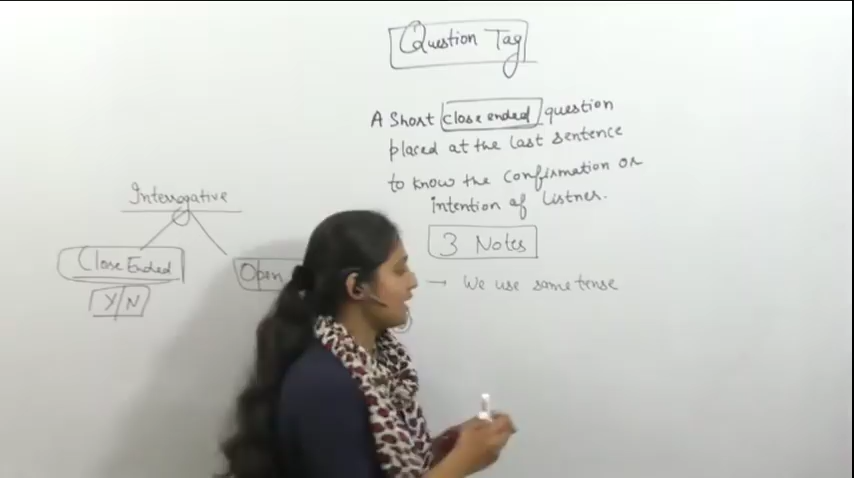 Question Tag
A Short close ended question
placed at the last sentence
to know the confirmation or
intention of Listner.
3 Notes
→ We use same tense
Interrogative
Close Ended
Y/N
Open